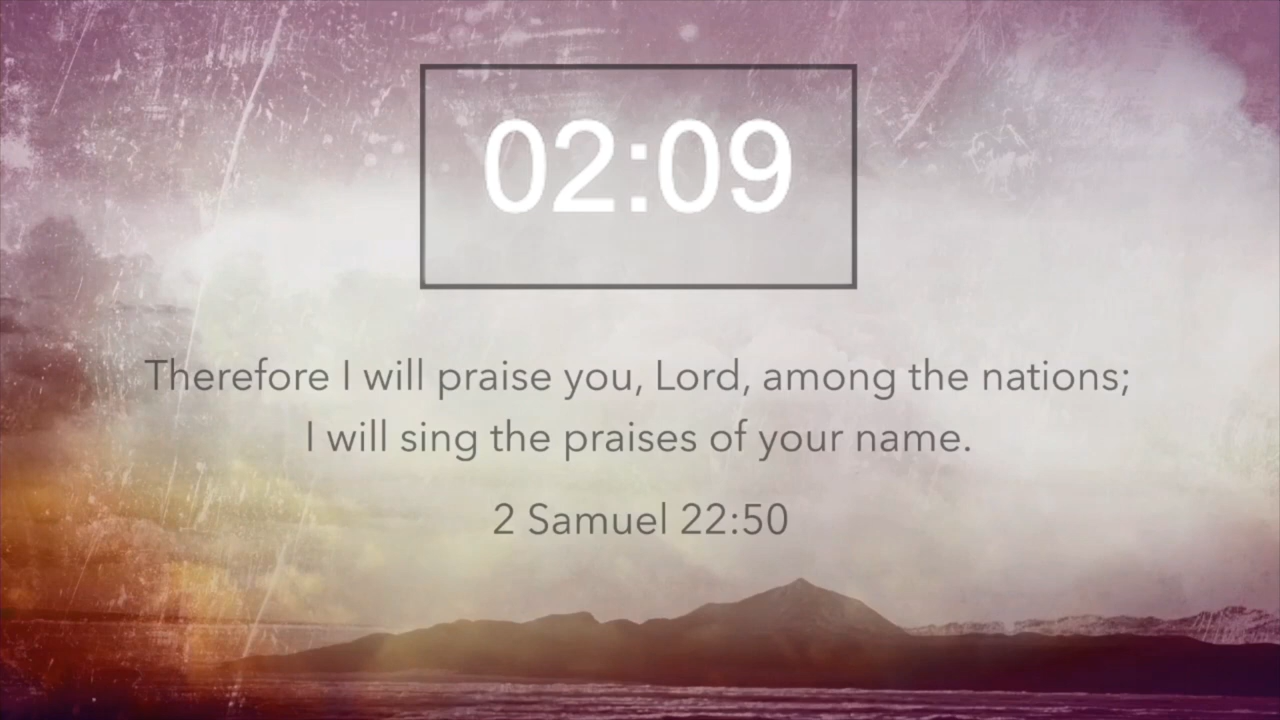 02:09
Therefore I will praise you, Lord, among the nations;
I will sing the praises of your name.
2 Samuel 22:50